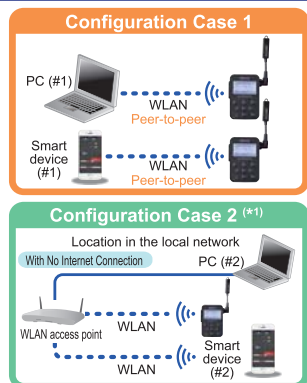 Configuration Case 1
PC (#1)
WLAN
Peer-to-peer
Smart
device
(#1)
WLAN
Peer-to-peer
Configuration Case 2 (*1)
Location in the local network
With No Internet Connection
PC (#2)
WLAN access point
WLAN
Smart
device
(#2)
WLAN